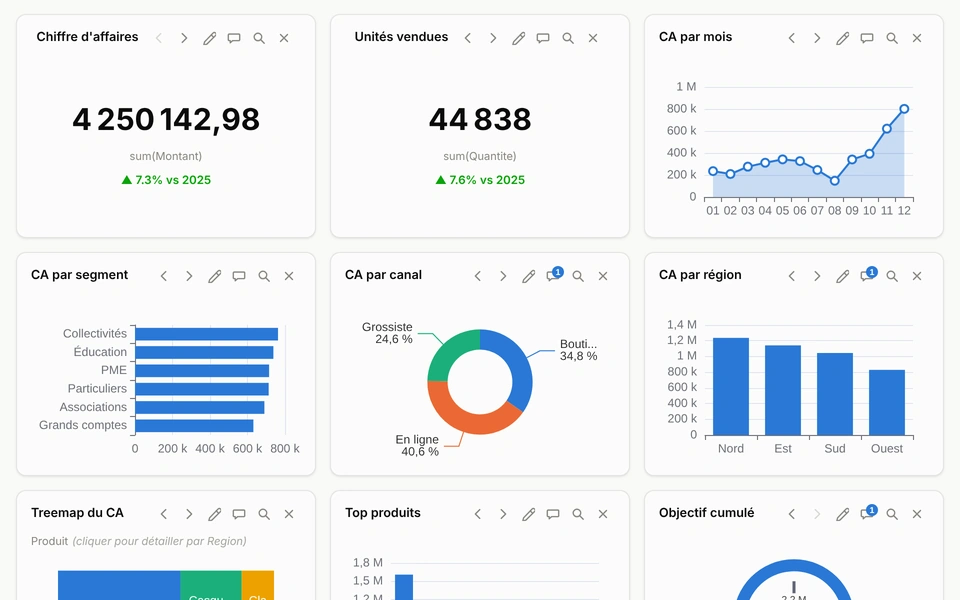 Chiffre d'affaires
4 250 142,98
sum(Montant)
▲ 7.3% vs 2025
Unités vendues
44 838
sum(Quantite)
▲ 7.6% vs 2025
CA par mois
1 M
800 k
600 k
400 k
200 k
0
01 02 03 04 05 06 07 08 09 10 11 12
CA par segment
Collectivités
Éducation
PME
Particuliers
Associations
Grands comptes
0 200 k 400 k 600 k 800 k
CA par canal
1
Grossiste
24,6 %
Bouti...
34,8 %
En ligne
40,6 %
CA par région
1
1,4 M
1,2 M
1 M
800 k
600 k
400 k
200 k
0
Nord Est Sud Ouest
Treemap du CA
Produit (cliquer pour détailler par Region)
Top produits
1,8 M
1,5 M
1,2 M
Objectif cumulé
1